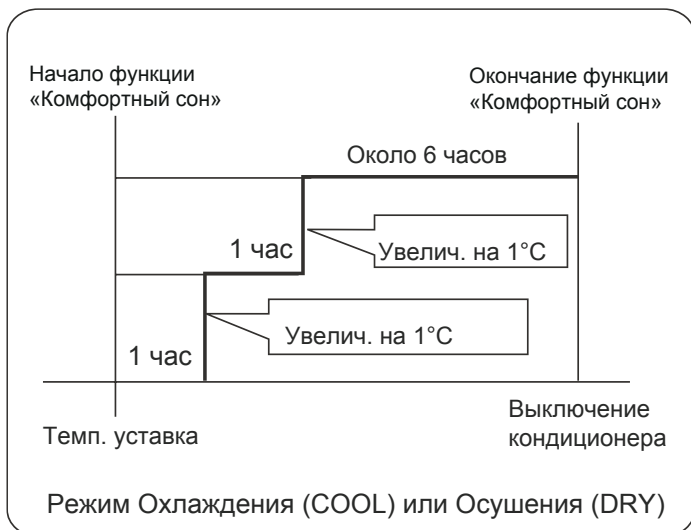 Начало функции
«Комфортный сон»
Окончание функции
«Комфортный сон»
Около 6 часов
1 час
Увелич. на 1°C
Увелич. на 1°C
1 час
Темп. уставка
Выключение
кондиционера
Режим Охлаждения (COOL) или Осушения (DRY)